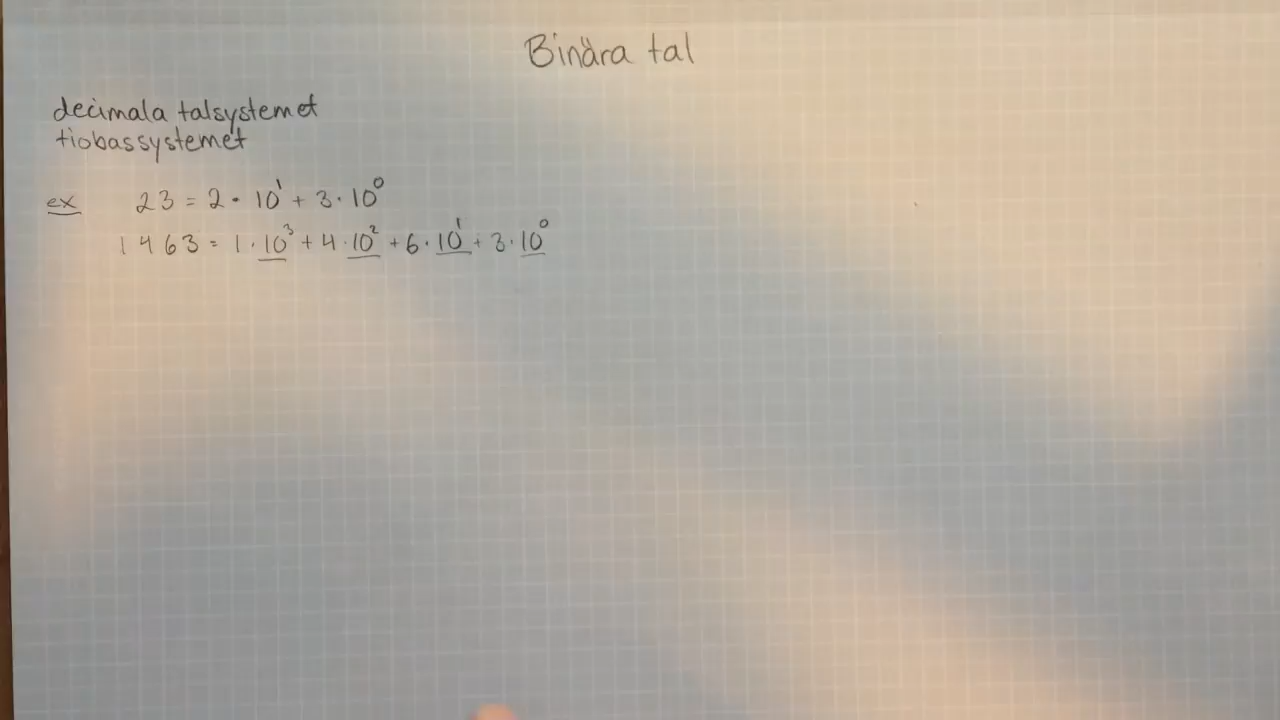 Binära tal
decimala talsystemet
tiobassystemet
ex 23 = 2 · 10¹ + 3 · 10⁰
1463 = 1 · 10³ + 4 · 10² + 6 · 10¹ + 3 · 10⁰